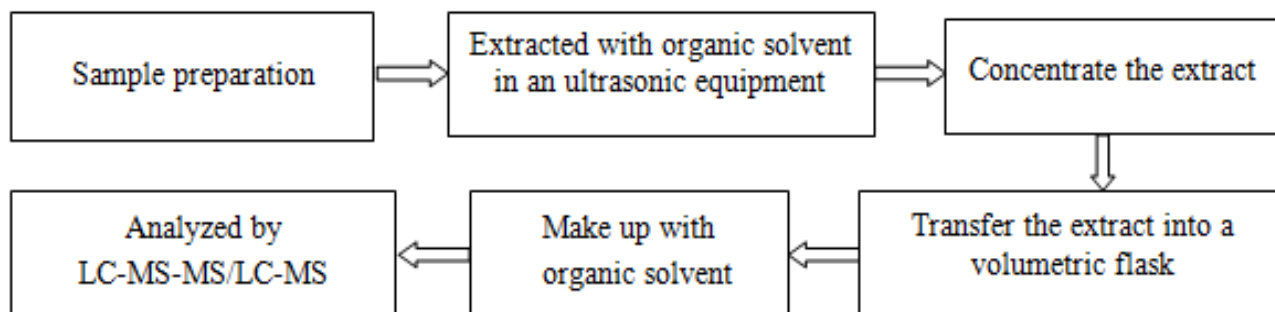 Sample preparation
Extracted with organic solvent
in an ultrasonic equipment
Concentrate the extract
Transfer the extract into a
volumetric flask
Make up with
organic solvent
Analyzed by
LC-MS-MS/LC-MS